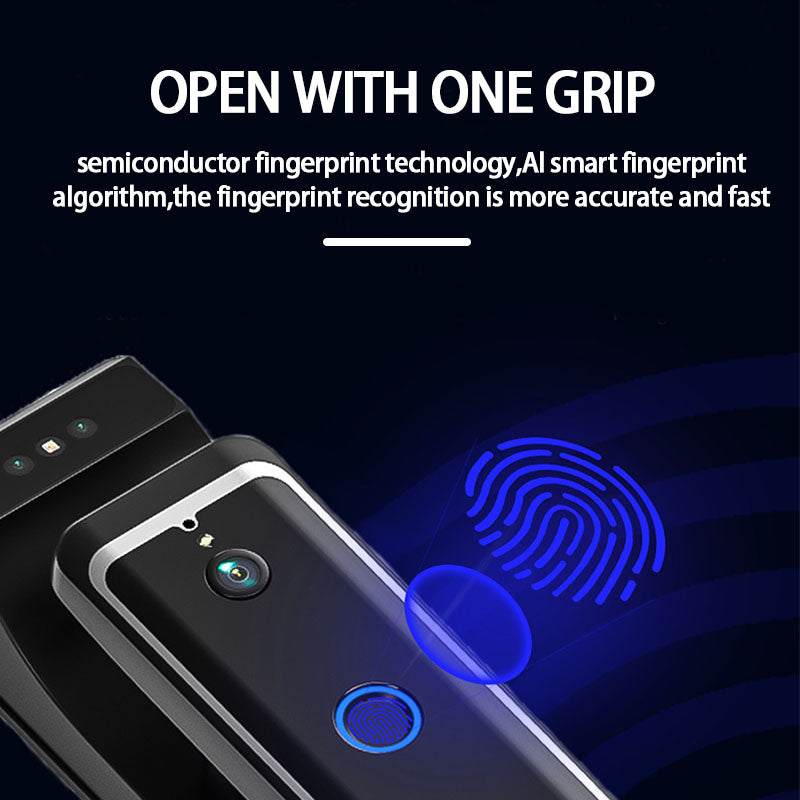 OPEN WITH ONE GRIP
semiconductor fingerprint technology,AI smart fingerprint
algorithm,the fingerprint recognition is more accurate and fast